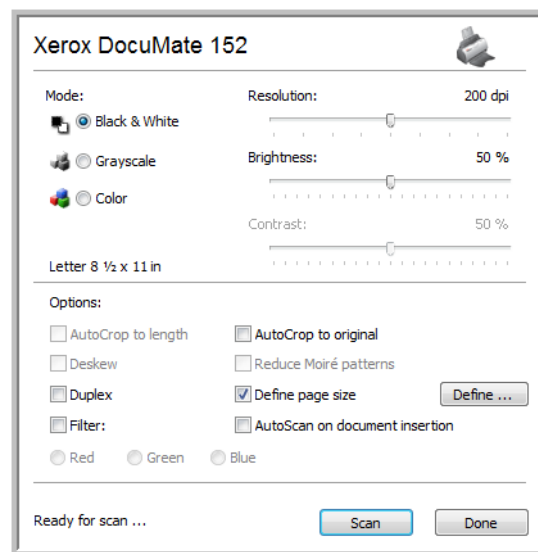 Xerox DocuMate 152
Mode:
Black & White
Grayscale
Color
Letter 8 ½ x 11 in
Resolution: 200 dpi
Brightness: 50 %
Contrast: 50 %
Options:
AutoCrop to length AutoCrop to original
Deskew Reduce Moiré patterns
Duplex Define page size Define ...
Filter: AutoScan on document insertion
Red Green Blue
Ready for scan ... Scan Done